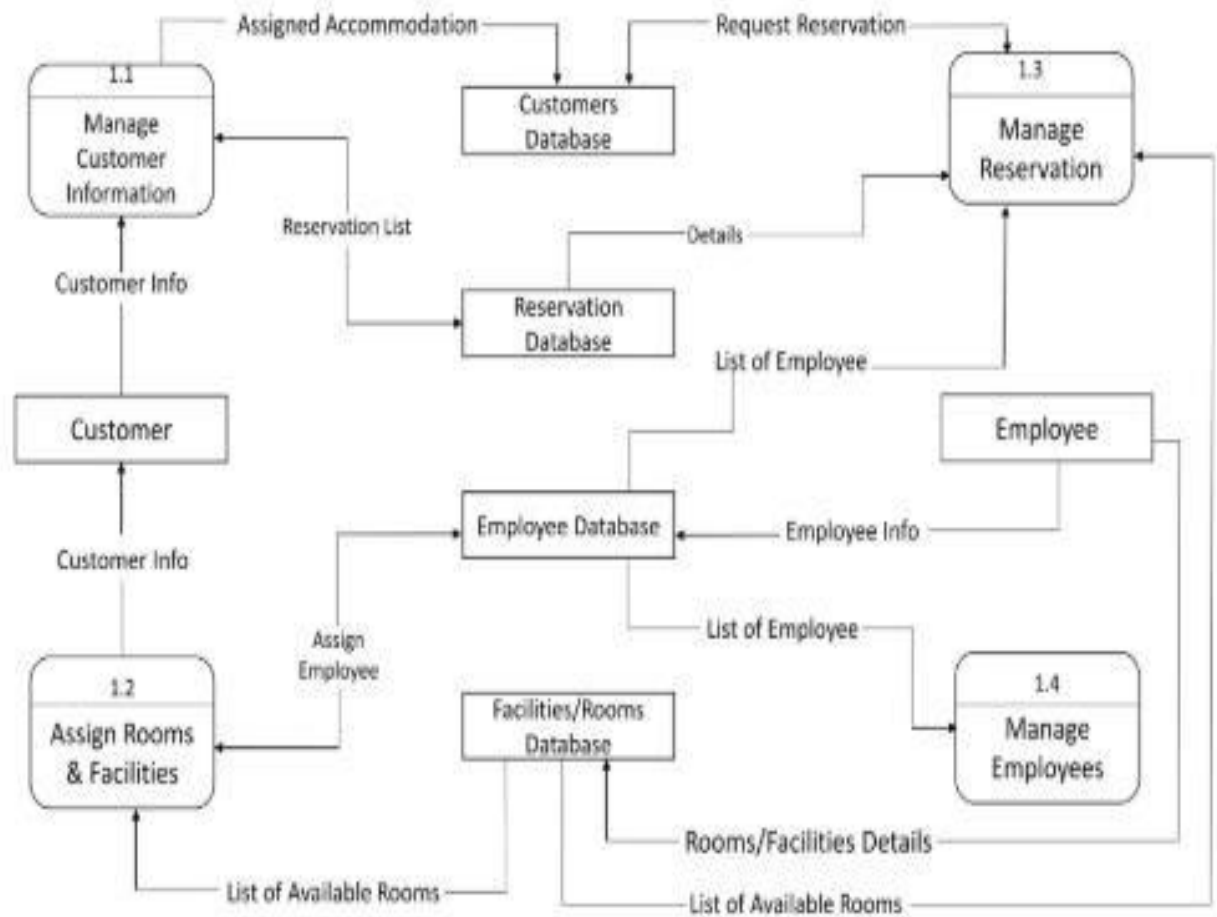 Assigned Accommodation
Request Reservation
1.1
Manage
Customer
Information
Customers
Database
1.3
Manage
Reservation
Reservation List
Details
Customer Info
Reservation
Database
List of Employee
Customer
Employee
Employee Database
Employee Info
Customer Info
Assign
Employee
List of Employee
1.2
Assign Rooms
& Facilities
Facilities/Rooms
Database
1.4
Manage
Employees
Rooms/Facilities Details
List of Available Rooms
List of Available Rooms